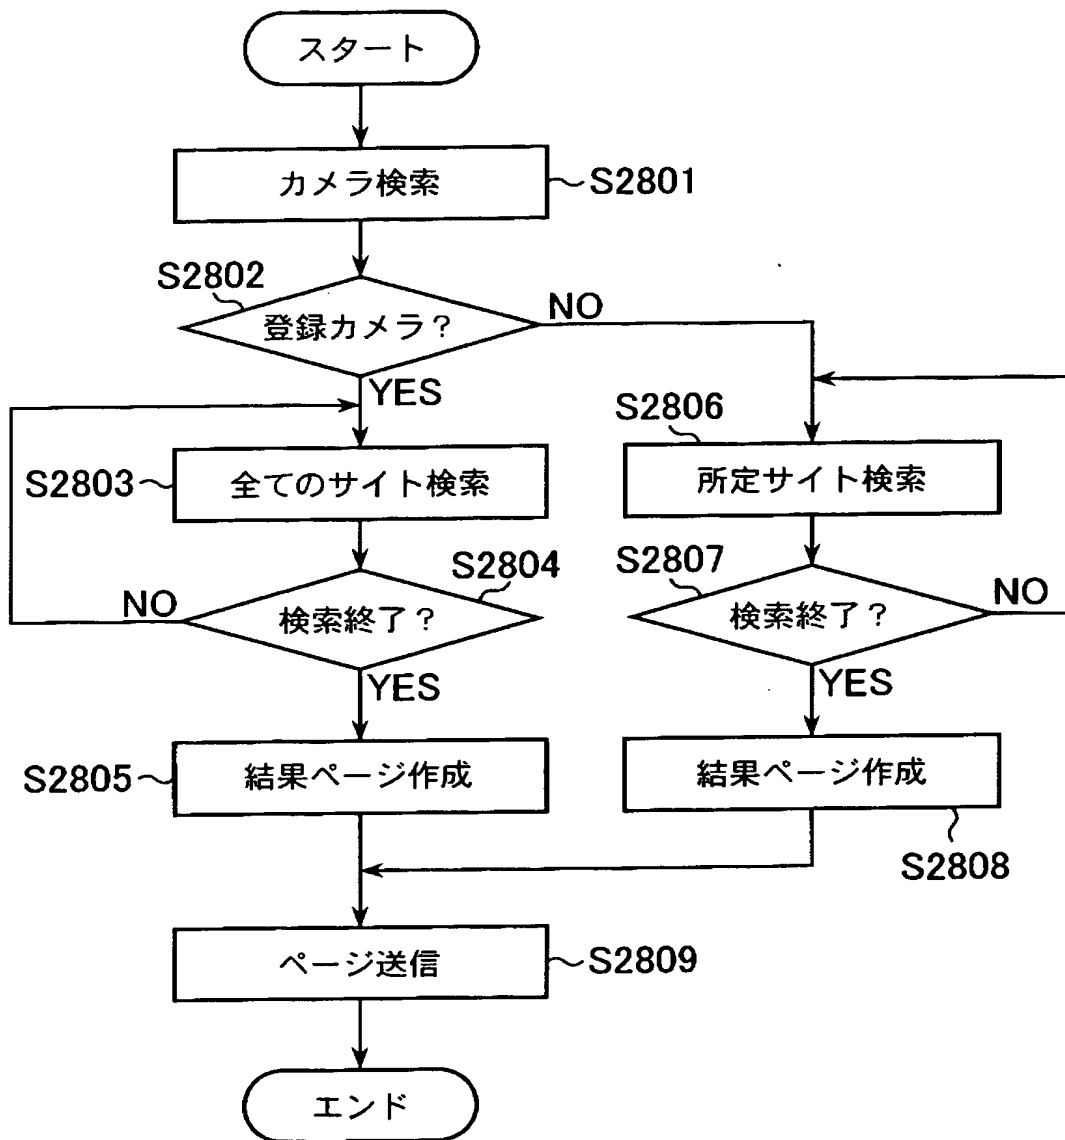 スタート
カメラ検索
S2801
S2802
登録カメラ?
NO
YES
S2803
全てのサイト検索
S2806
所定サイト検索
S2804
NO
検索終了?
YES
S2807
検索終了?
NO
YES
S2805
結果ページ作成
結果ページ作成
S2808
ページ送信
S2809
エンド